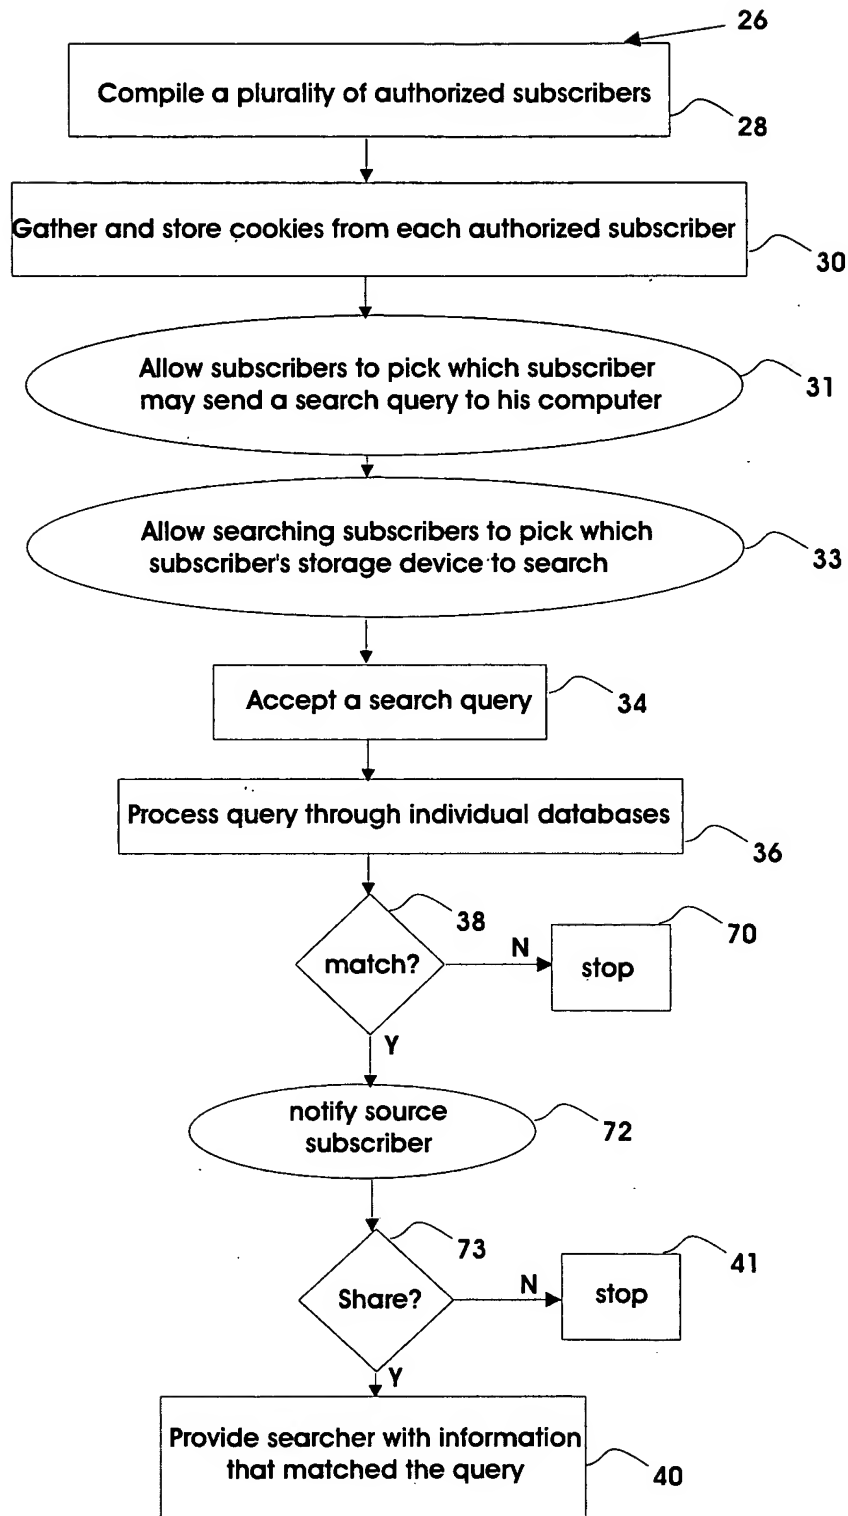 26
Compile a plurality of authorized subscribers
28
Gather and store cookies from each authorized subscriber
30
Allow subscribers to pick which subscriber
may send a search query to his computer
31
Allow searching subscribers to pick which
subscriber's storage device to search
33
Accept a search query
34
Process query through individual databases
36
38
match?
N
70
stop
Y
notify source
subscriber
72
73
Share?
N
41
stop
Y
Provide searcher with information
that matched the query
40